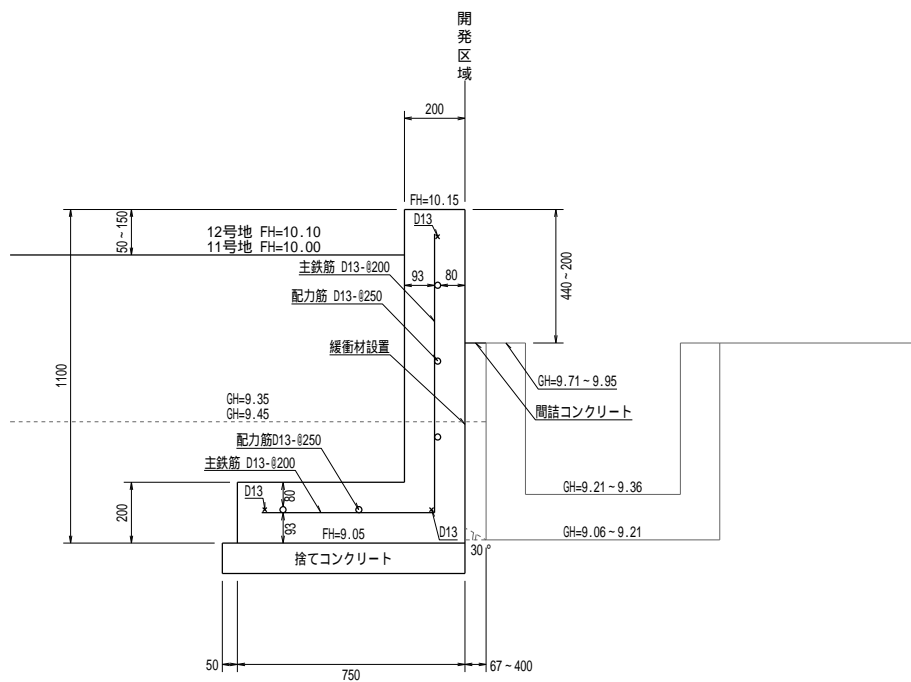 開発区域
200
FH=10.15
D13
50~150
12号地 FH=10.10
11号地 FH=10.00
主鉄筋 D13-@200
93
80
配力筋 D13-@250
緩衝材設置
440~200
1100
GH=9.71~9.95
間詰コンクリート
GH=9.35
GH=9.45
配力筋D13-@250
主鉄筋 D13-@200
D13
80
200
93
FH=9.05
D13
30°
GH=9.21~9.36
GH=9.06~9.21
捨てコンクリート
50
750
67~400